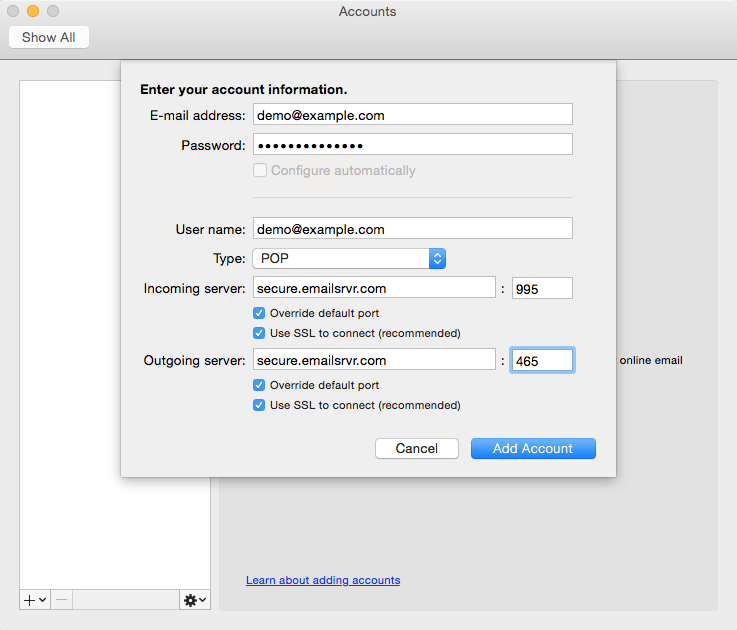 Accounts
Show All
Enter your account information.
E-mail address: demo@example.com
Password: ••••••••••••••
Configure automatically
User name: demo@example.com
Type: POP
Incoming server: secure.emailsrvr.com : 995
Override default port
Use SSL to connect (recommended)
Outgoing server: secure.emailsrvr.com : 465
online email
Override default port
Use SSL to connect (recommended)
Cancel Add Account
Learn about adding accounts